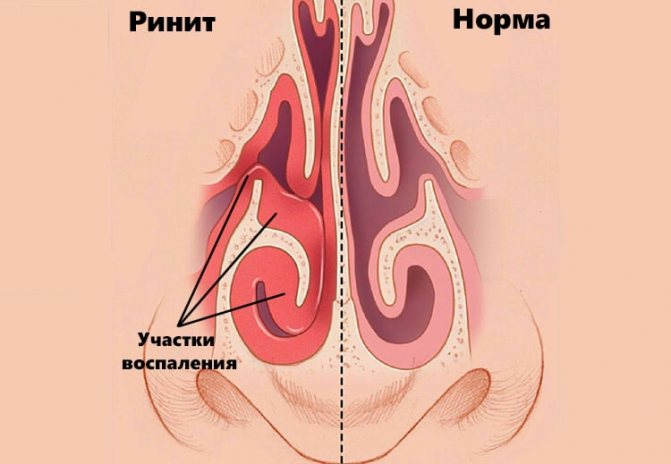 Ринит
Норма
Участки
воспаления